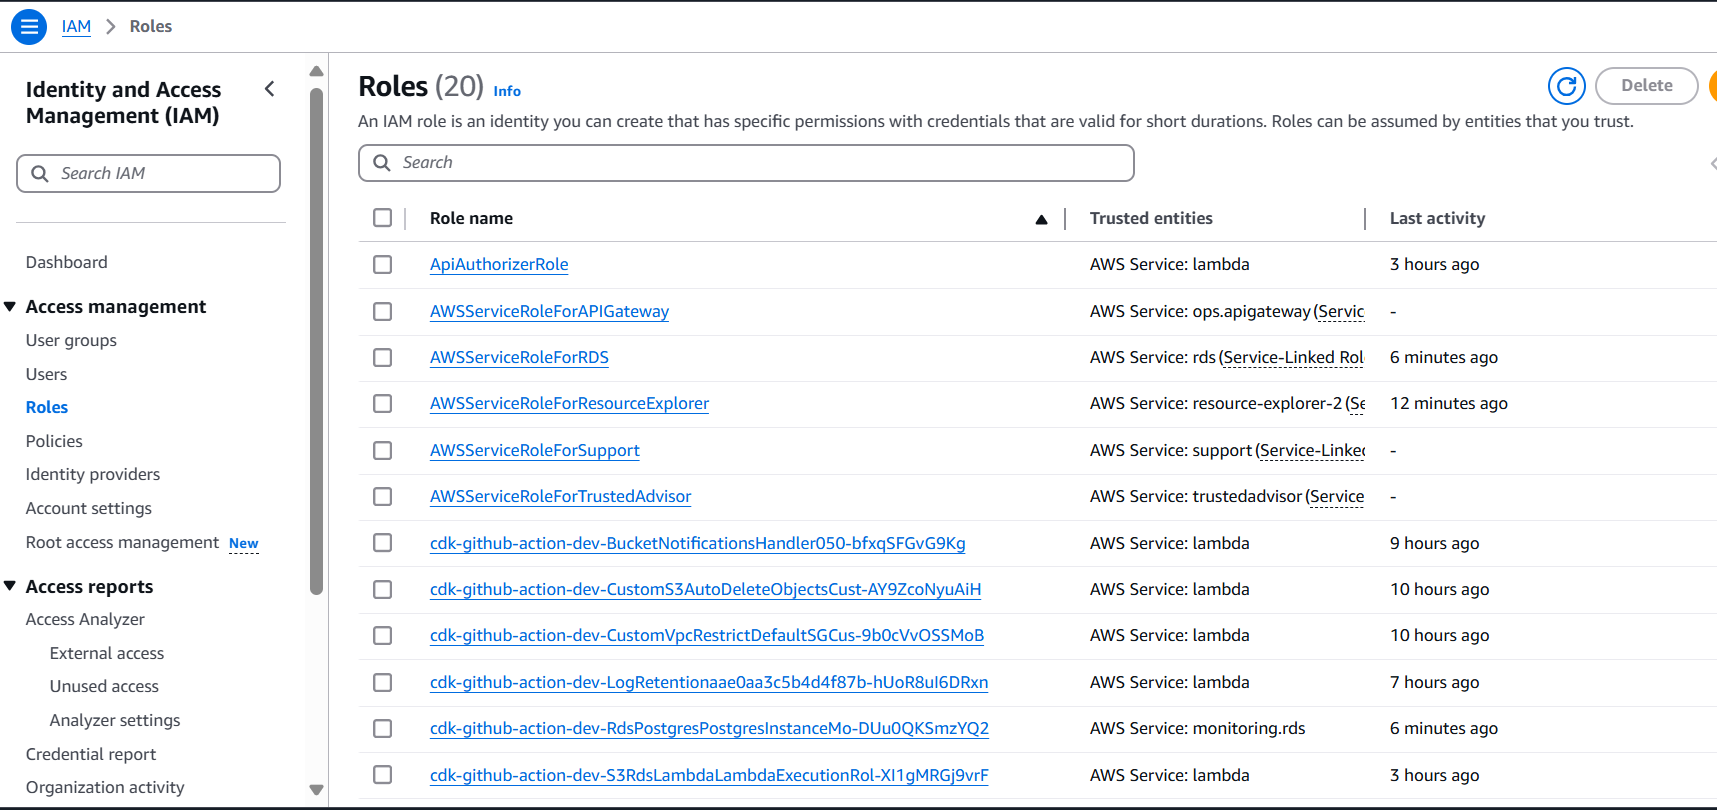 IAM > Roles
Identity and Access
Management (IAM)
Search IAM
Dashboard
Access management
User groups
Users
Roles
Policies
Identity providers
Account settings
Root access management New
Access reports
Access Analyzer
External access
Unused access
Analyzer settings
Credential report
Organization activity
Roles (20) Info
Delete
An IAM role is an identity you can create that has specific permissions with credentials that are valid for short durations. Roles can be assumed by entities that you trust.
Search
Role name Trusted entities Last activity
ApiAuthorizerRole AWS Service: lambda 3 hours ago
AWSServiceRoleForAPIGateway AWS Service: ops.apigateway (Servic -
AWSServiceRoleForRDS AWS Service: rds (Service-Linked Rol 6 minutes ago
AWSServiceRoleForResourceExplorer AWS Service: resource-explorer-2 (Se 12 minutes ago
AWSServiceRoleForSupport AWS Service: support (Service-Linked -
AWSServiceRoleForTrustedAdvisor AWS Service: trustedadvisor (Service -
cdk-github-action-dev-BucketNotificationsHandler050-bfxqSFGvG9Kg AWS Service: lambda 9 hours ago
cdk-github-action-dev-CustomS3AutoDeleteObjectsCust-AY9ZcoNyuAiH AWS Service: lambda 10 hours ago
cdk-github-action-dev-CustomVpcRestrictDefaultSGCus-9b0cVvOSSMoB AWS Service: lambda 10 hours ago
cdk-github-action-dev-LogRetentionaae0aa3c5b4d4f87b-hUoR8uI6DRxn AWS Service: lambda 7 hours ago
cdk-github-action-dev-RdsPostgresPostgresInstanceMo-DUu0QKSmzYQ2 AWS Service: monitoring.rds 6 minutes ago
cdk-github-action-dev-S3RdsLambdaLambdaExecutionRol-XI1gMRGj9vrF AWS Service: lambda 3 hours ago